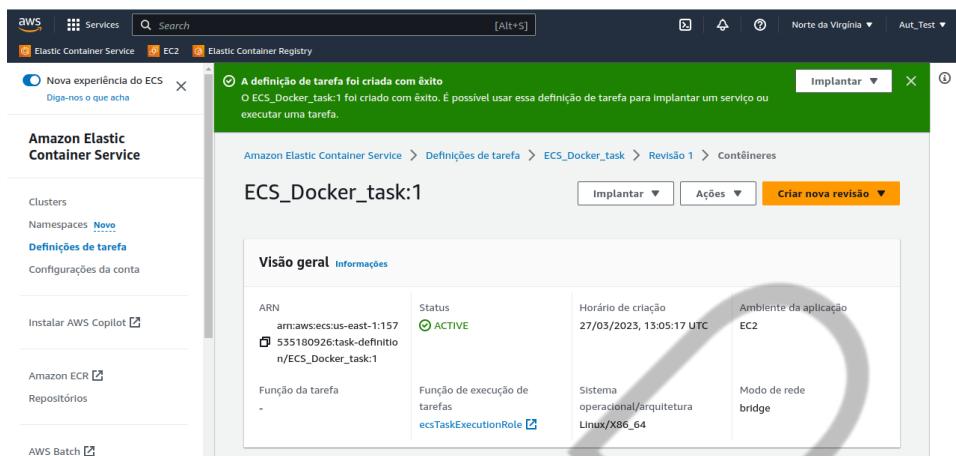 aws
Services
Search
[Alt+S]
Norte da Virgínia ▼
Aut_Test ▼
Elastic Container Service
EC2
Elastic Container Registry
Nova experiência do ECS
Diga-nos o que acha
Amazon Elastic
Container Service
Clusters
Namespaces Novo
Definições de tarefa
Configurações da conta
Instalar AWS Copilot
Amazon ECR
Repositórios
AWS Batch
A definição de tarefa foi criada com êxito
O ECS_Docker_task:1 foi criado com êxito. É possível usar essa definição de tarefa para implantar um serviço ou
executar uma tarefa.
Implantar ▼
Amazon Elastic Container Service > Definições de tarefa > ECS_Docker_task > Revisão 1 > Contêineres
ECS_Docker_task:1
Implantar ▼
Ações ▼
Criar nova revisão ▼
Visão geral Informações
ARN
arn:aws:ecs:us-east-1:157
535180926:task-definitio
n/ECS_Docker_task:1
Status
ACTIVE
Horário de criação
27/03/2023, 13:05:17 UTC
Ambiente da aplicação
EC2
Função da tarefa
-
Função de execução de
tarefas
ecsTaskExecutionRole
Sistema
operacional/arquitetura
Linux/X86_64
Modo de rede
bridge